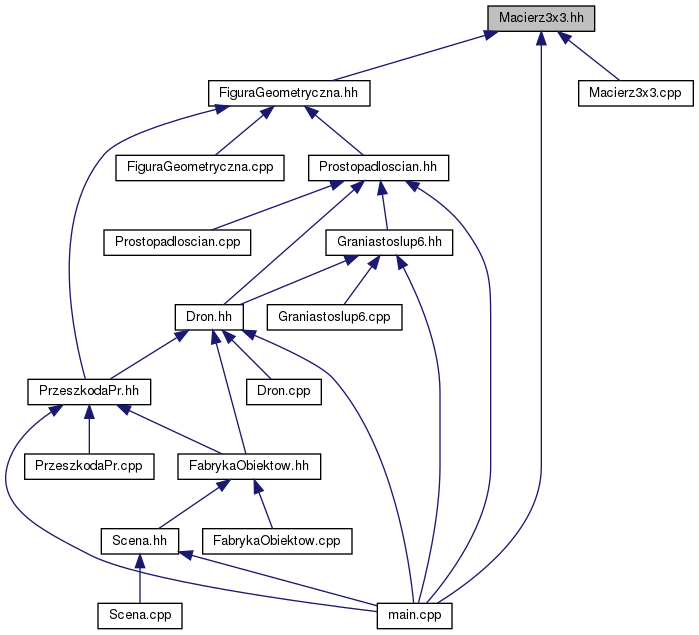 Macierz3x3.hh
FiguraGeometryczna.hh
Macierz3x3.cpp
FiguraGeometryczna.cpp
Prostopadloscian.hh
Prostopadloscian.cpp
Graniastoslup6.hh
Dron.hh
Graniastoslup6.cpp
PrzeszkodaPr.hh
Dron.cpp
PrzeszkodaPr.cpp
FabrykaObiektow.hh
Scena.hh
FabrykaObiektow.cpp
Scena.cpp
main.cpp